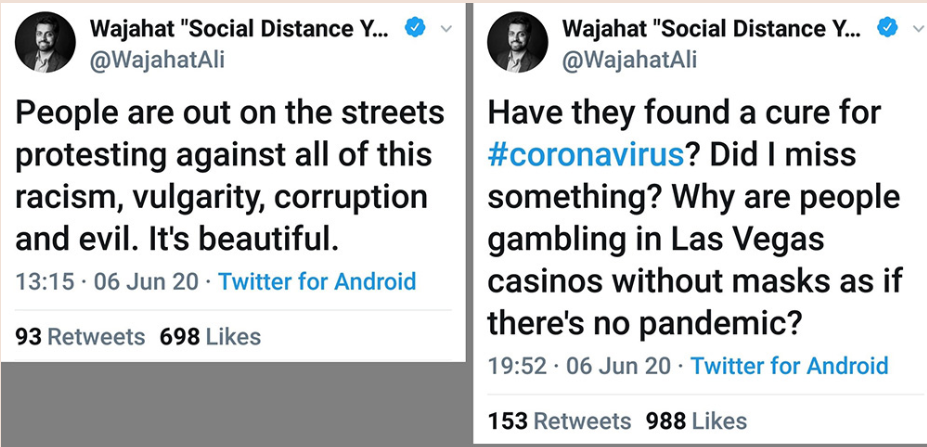 Wajahat "Social Distance Y...
@WajahatAli
People are out on the streets
protesting against all of this
racism, vulgarity, corruption
and evil. It's beautiful.
13:15 · 06 Jun 20 · Twitter for Android
93 Retweets 698 Likes
Wajahat "Social Distance Y...
@WajahatAli
Have they found a cure for
#coronavirus? Did I miss
something? Why are people
gambling in Las Vegas
casinos without masks as if
there's no pandemic?
19:52 · 06 Jun 20 · Twitter for Android
153 Retweets 988 Likes